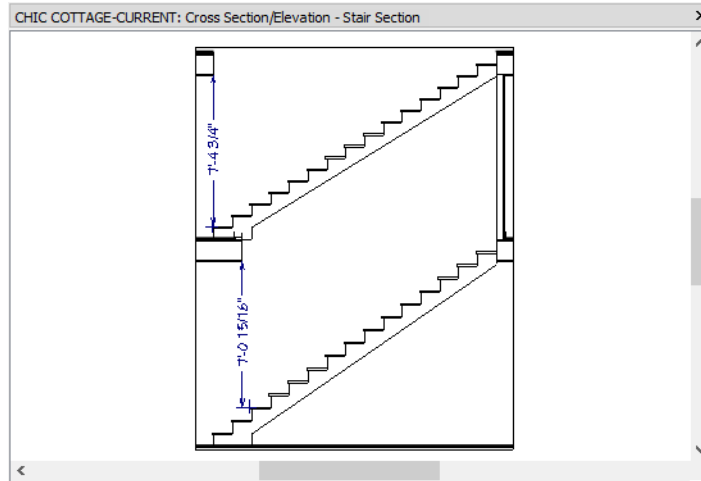 CHIC COTTAGE-CURRENT: Cross Section/Elevation - Stair Section
7'-4 3/4"
7'-0 15/16"